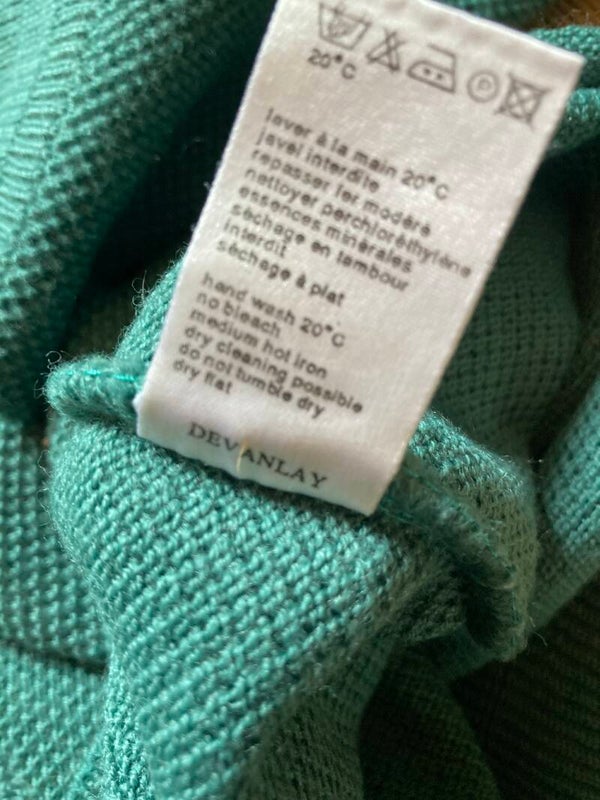 20°C
P
laver à la main 20°C
javel interdite
repasser fer modéré
nettoyer perchloréthylène
essences minérales
séchage en tambour
interdit
séchage à plat
hand wash 20°C
no bleach
medium hot iron
dry cleaning possible
do not tumble dry
dry flat
DEVANLAY